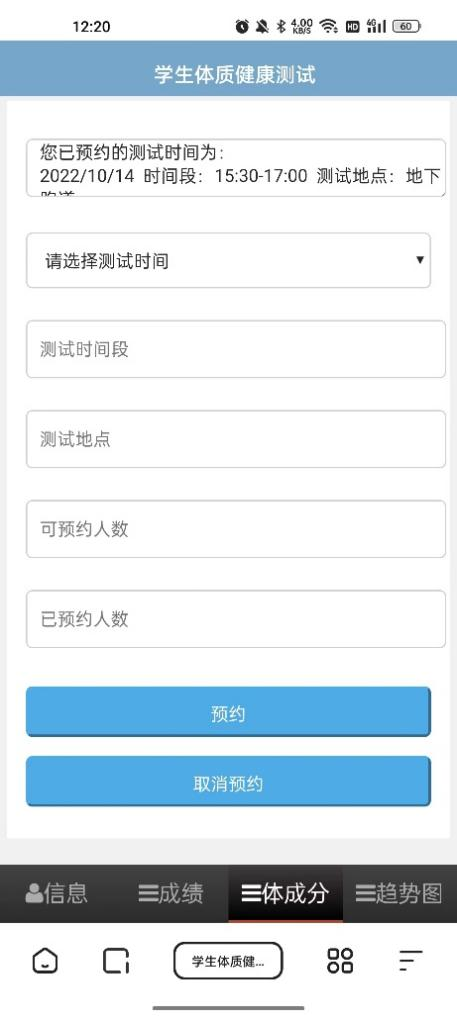 12:20
4.00
KB/S
HD
4G
60
学生体质健康测试
您已预约的测试时间为：
2022/10/14 时间段：15:30-17:00 测试地点：地下
请选择测试时间
测试时间段
测试地点
可预约人数
已预约人数
预约
取消预约
信息 成绩 体成分 趋势图
学生体质健...